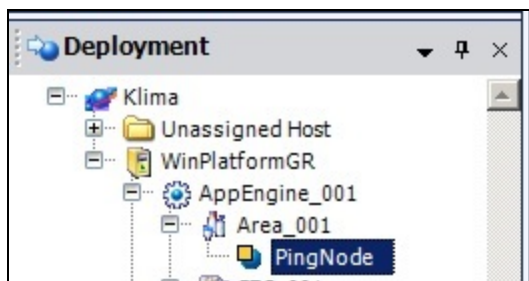 Deployment
Klima
Unassigned Host
WinPlatformGR
AppEngine_001
Area_001
PingNode